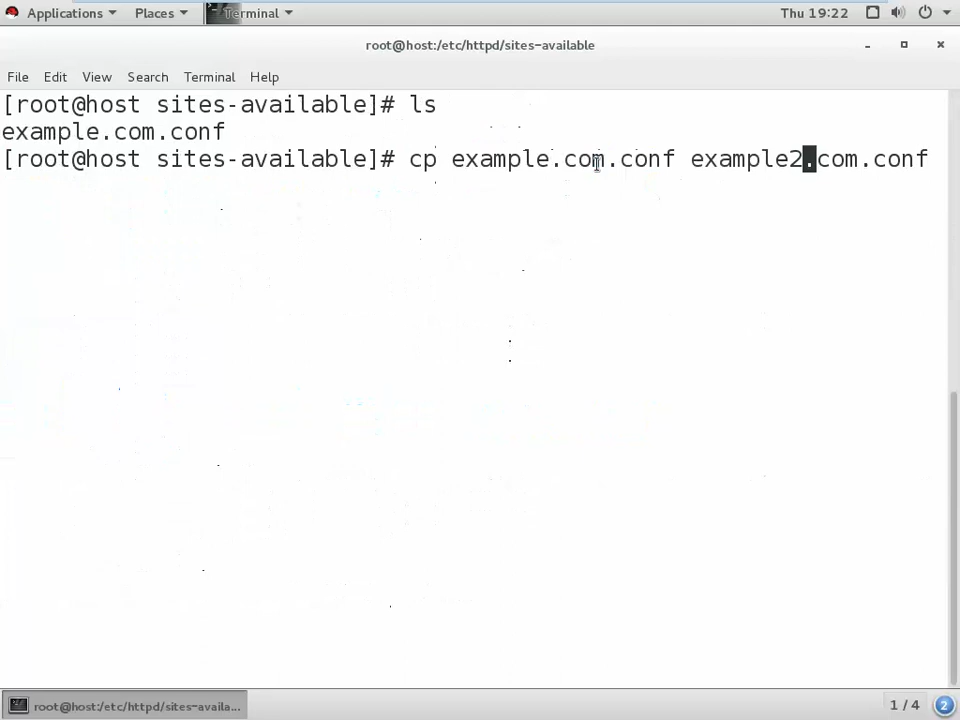 Applications Places Terminal Thu 19:22
root@host:/etc/httpd/sites-available
File Edit View Search Terminal Help
[root@host sites-available]# ls
example.com.conf
[root@host sites-available]# cp example.com.conf example2.com.conf
root@host:/etc/httpd/sites-availa... 1 / 4 2